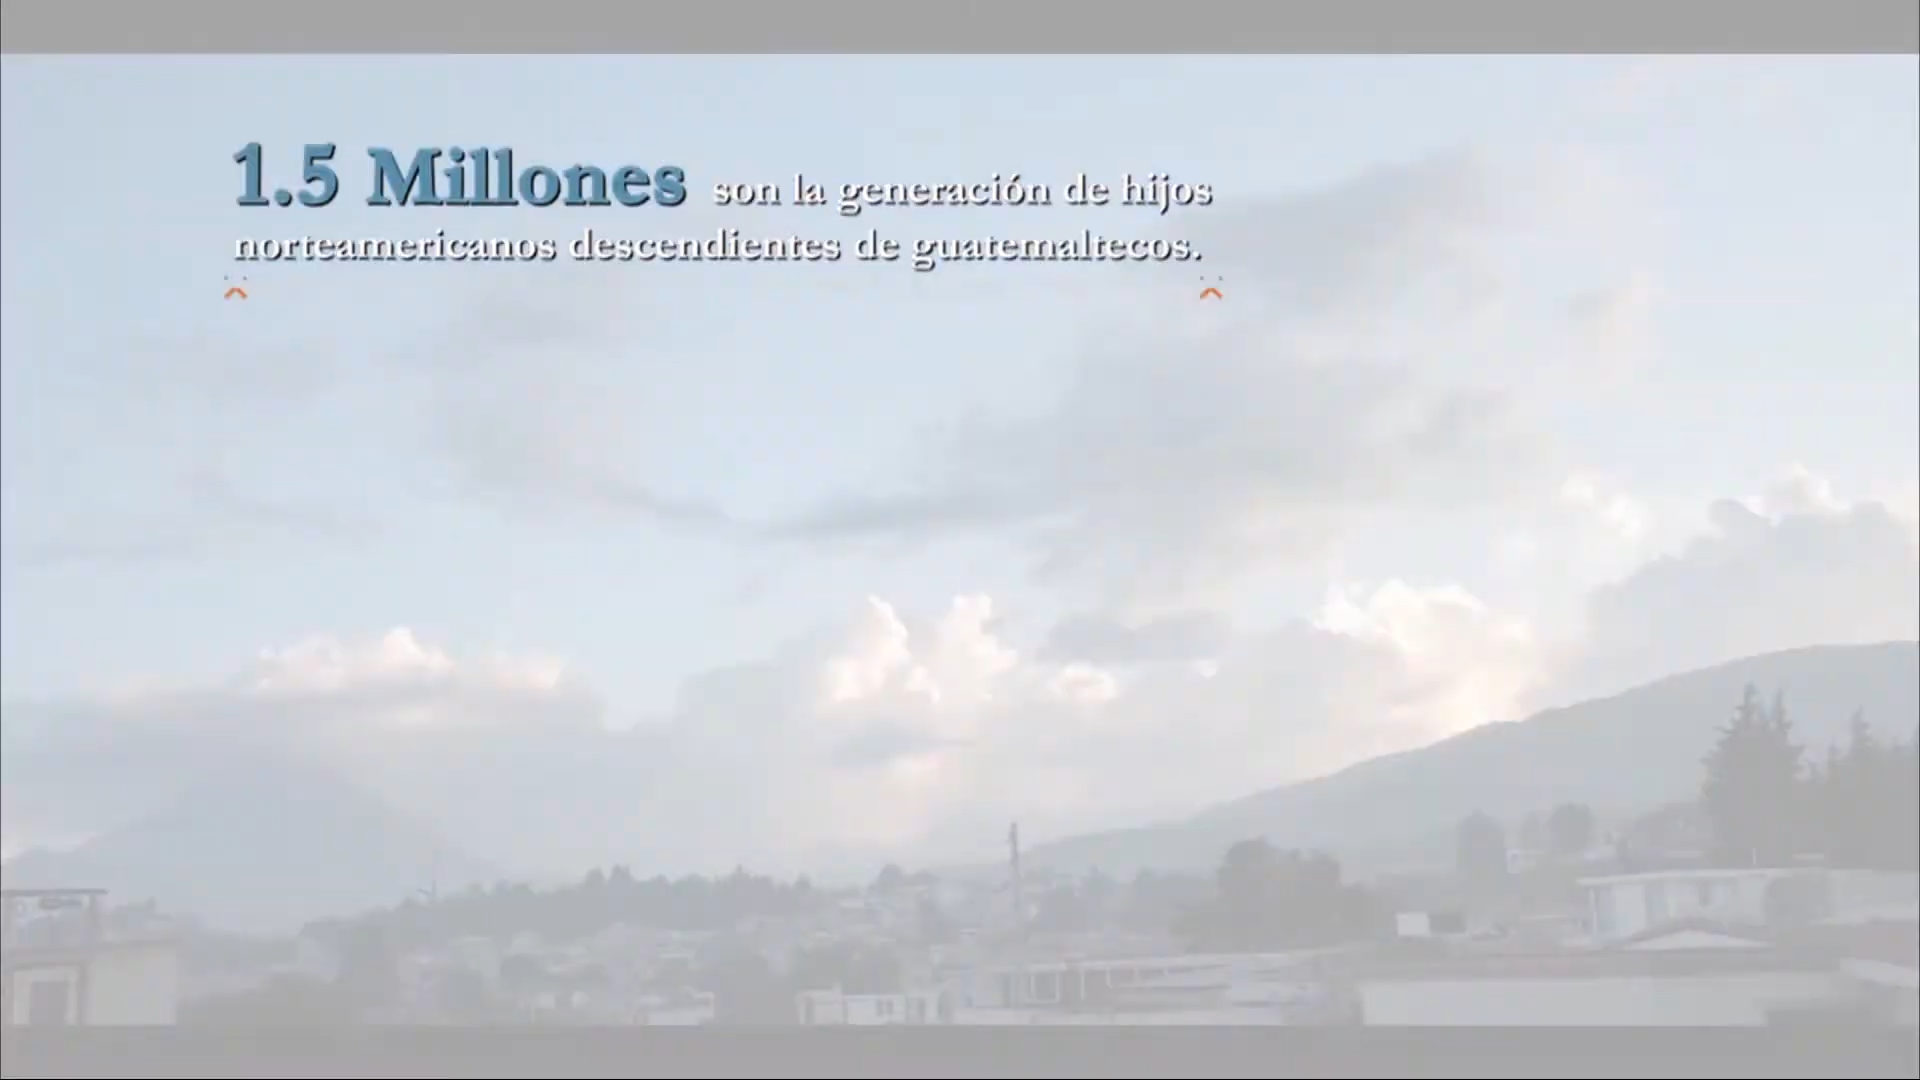 1.5 Millones son la generación de hijos
norteamericanos descendientes de guatemaltecos.